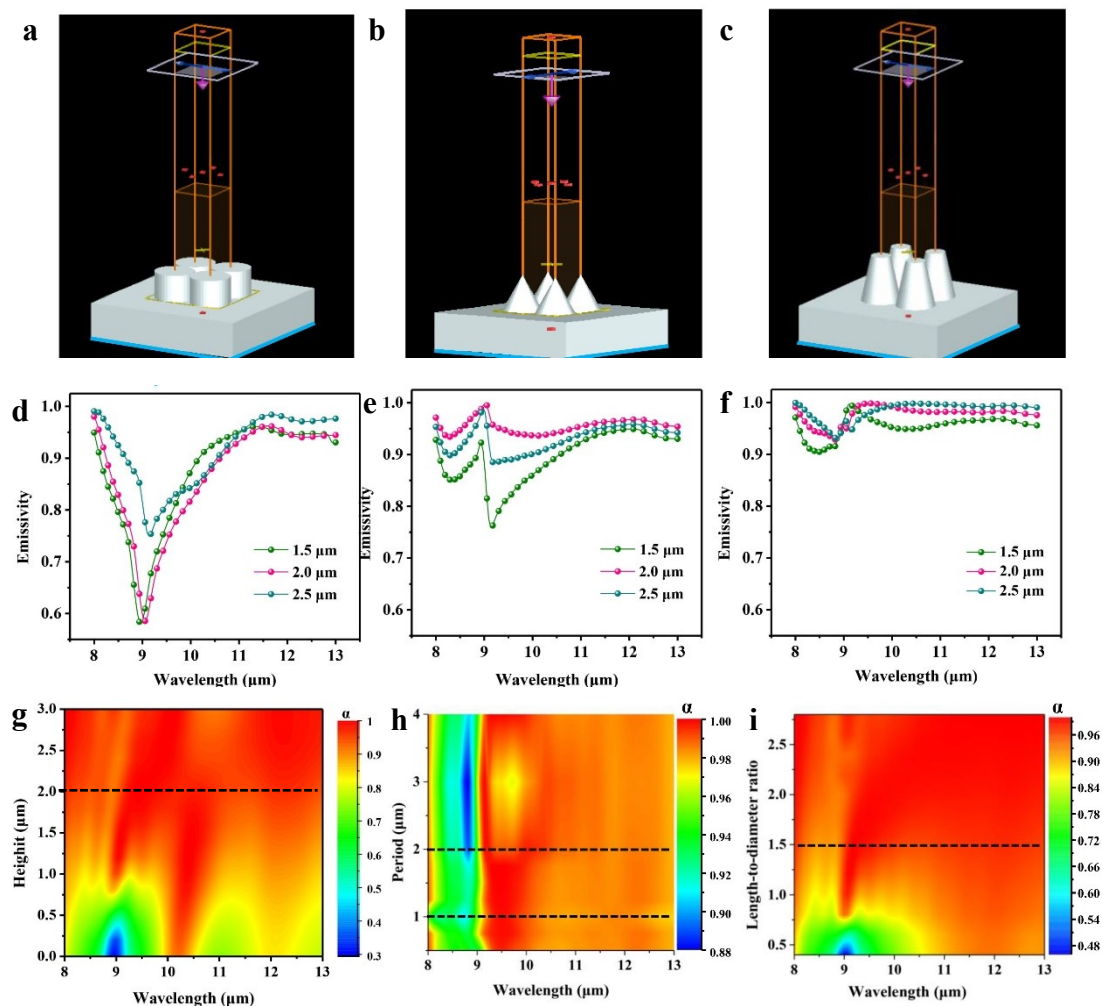 a
b
c
d
1.0
0.9
0.8
0.7
0.6
Emissivity
1.5 µm
2.0 µm
2.5 µm
8 9 10 11 12 13
Wavelength (µm)
e
1.0
0.9
0.8
0.7
0.6
Emissivity
1.5 µm
2.0 µm
2.5 µm
8 9 10 11 12 13
Wavelength (µm)
f
1.0
0.9
0.8
0.7
0.6
Emissivity
1.5 µm
2.0 µm
2.5 µm
8 9 10 11 12 13
Wavelength (µm)
g
3.0
2.5
2.0
1.5
1.0
0.5
0.0
Heighit (µm)
8 9 10 11 12 13
Wavelength (µm)
α
1
0.9
0.8
0.7
0.6
0.5
0.4
0.3
h
4
3
2
1
Period (µm)
8 9 10 11 12 13
Wavelength (µm)
α
1.00
0.98
0.97
0.95
0.94
0.92
0.91
0.90
0.88
i
2.5
2.0
1.5
1.0
0.5
Length-to-diameter ratio
8 9 10 11 12 13
Wavelength (µm)
α
0.96
0.90
0.84
0.78
0.72
0.66
0.60
0.54
0.48